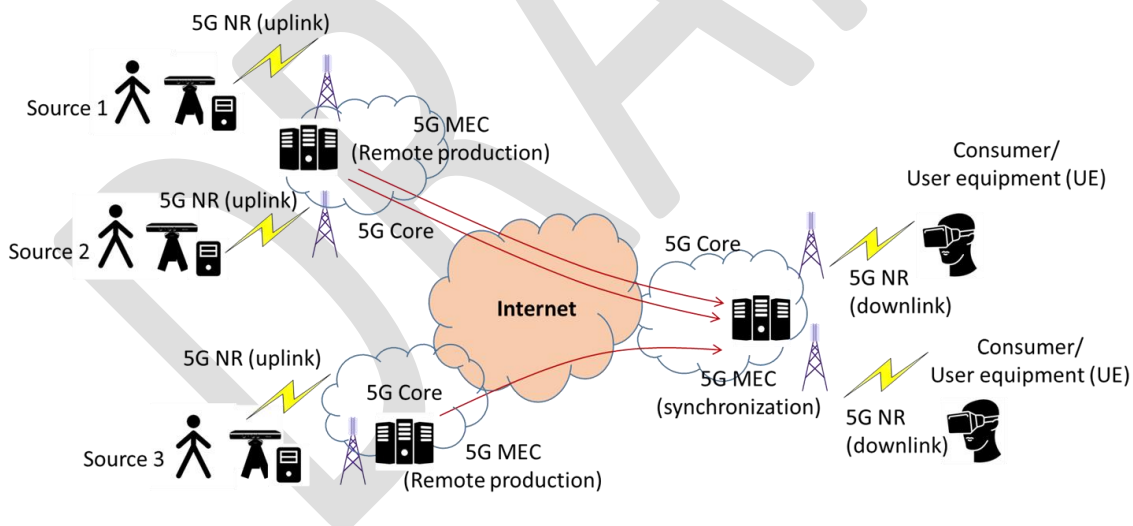 5G NR (uplink)
Source 1
5G MEC
(Remote production)
5G NR (uplink)
Source 2
5G Core
Internet
5G Core
5G MEC
(synchronization)
Consumer/
User equipment (UE)
5G NR
(downlink)
Consumer/
User equipment (UE)
5G NR
(downlink)
5G NR (uplink)
5G Core
Source 3
5G MEC
(Remote production)
DRA